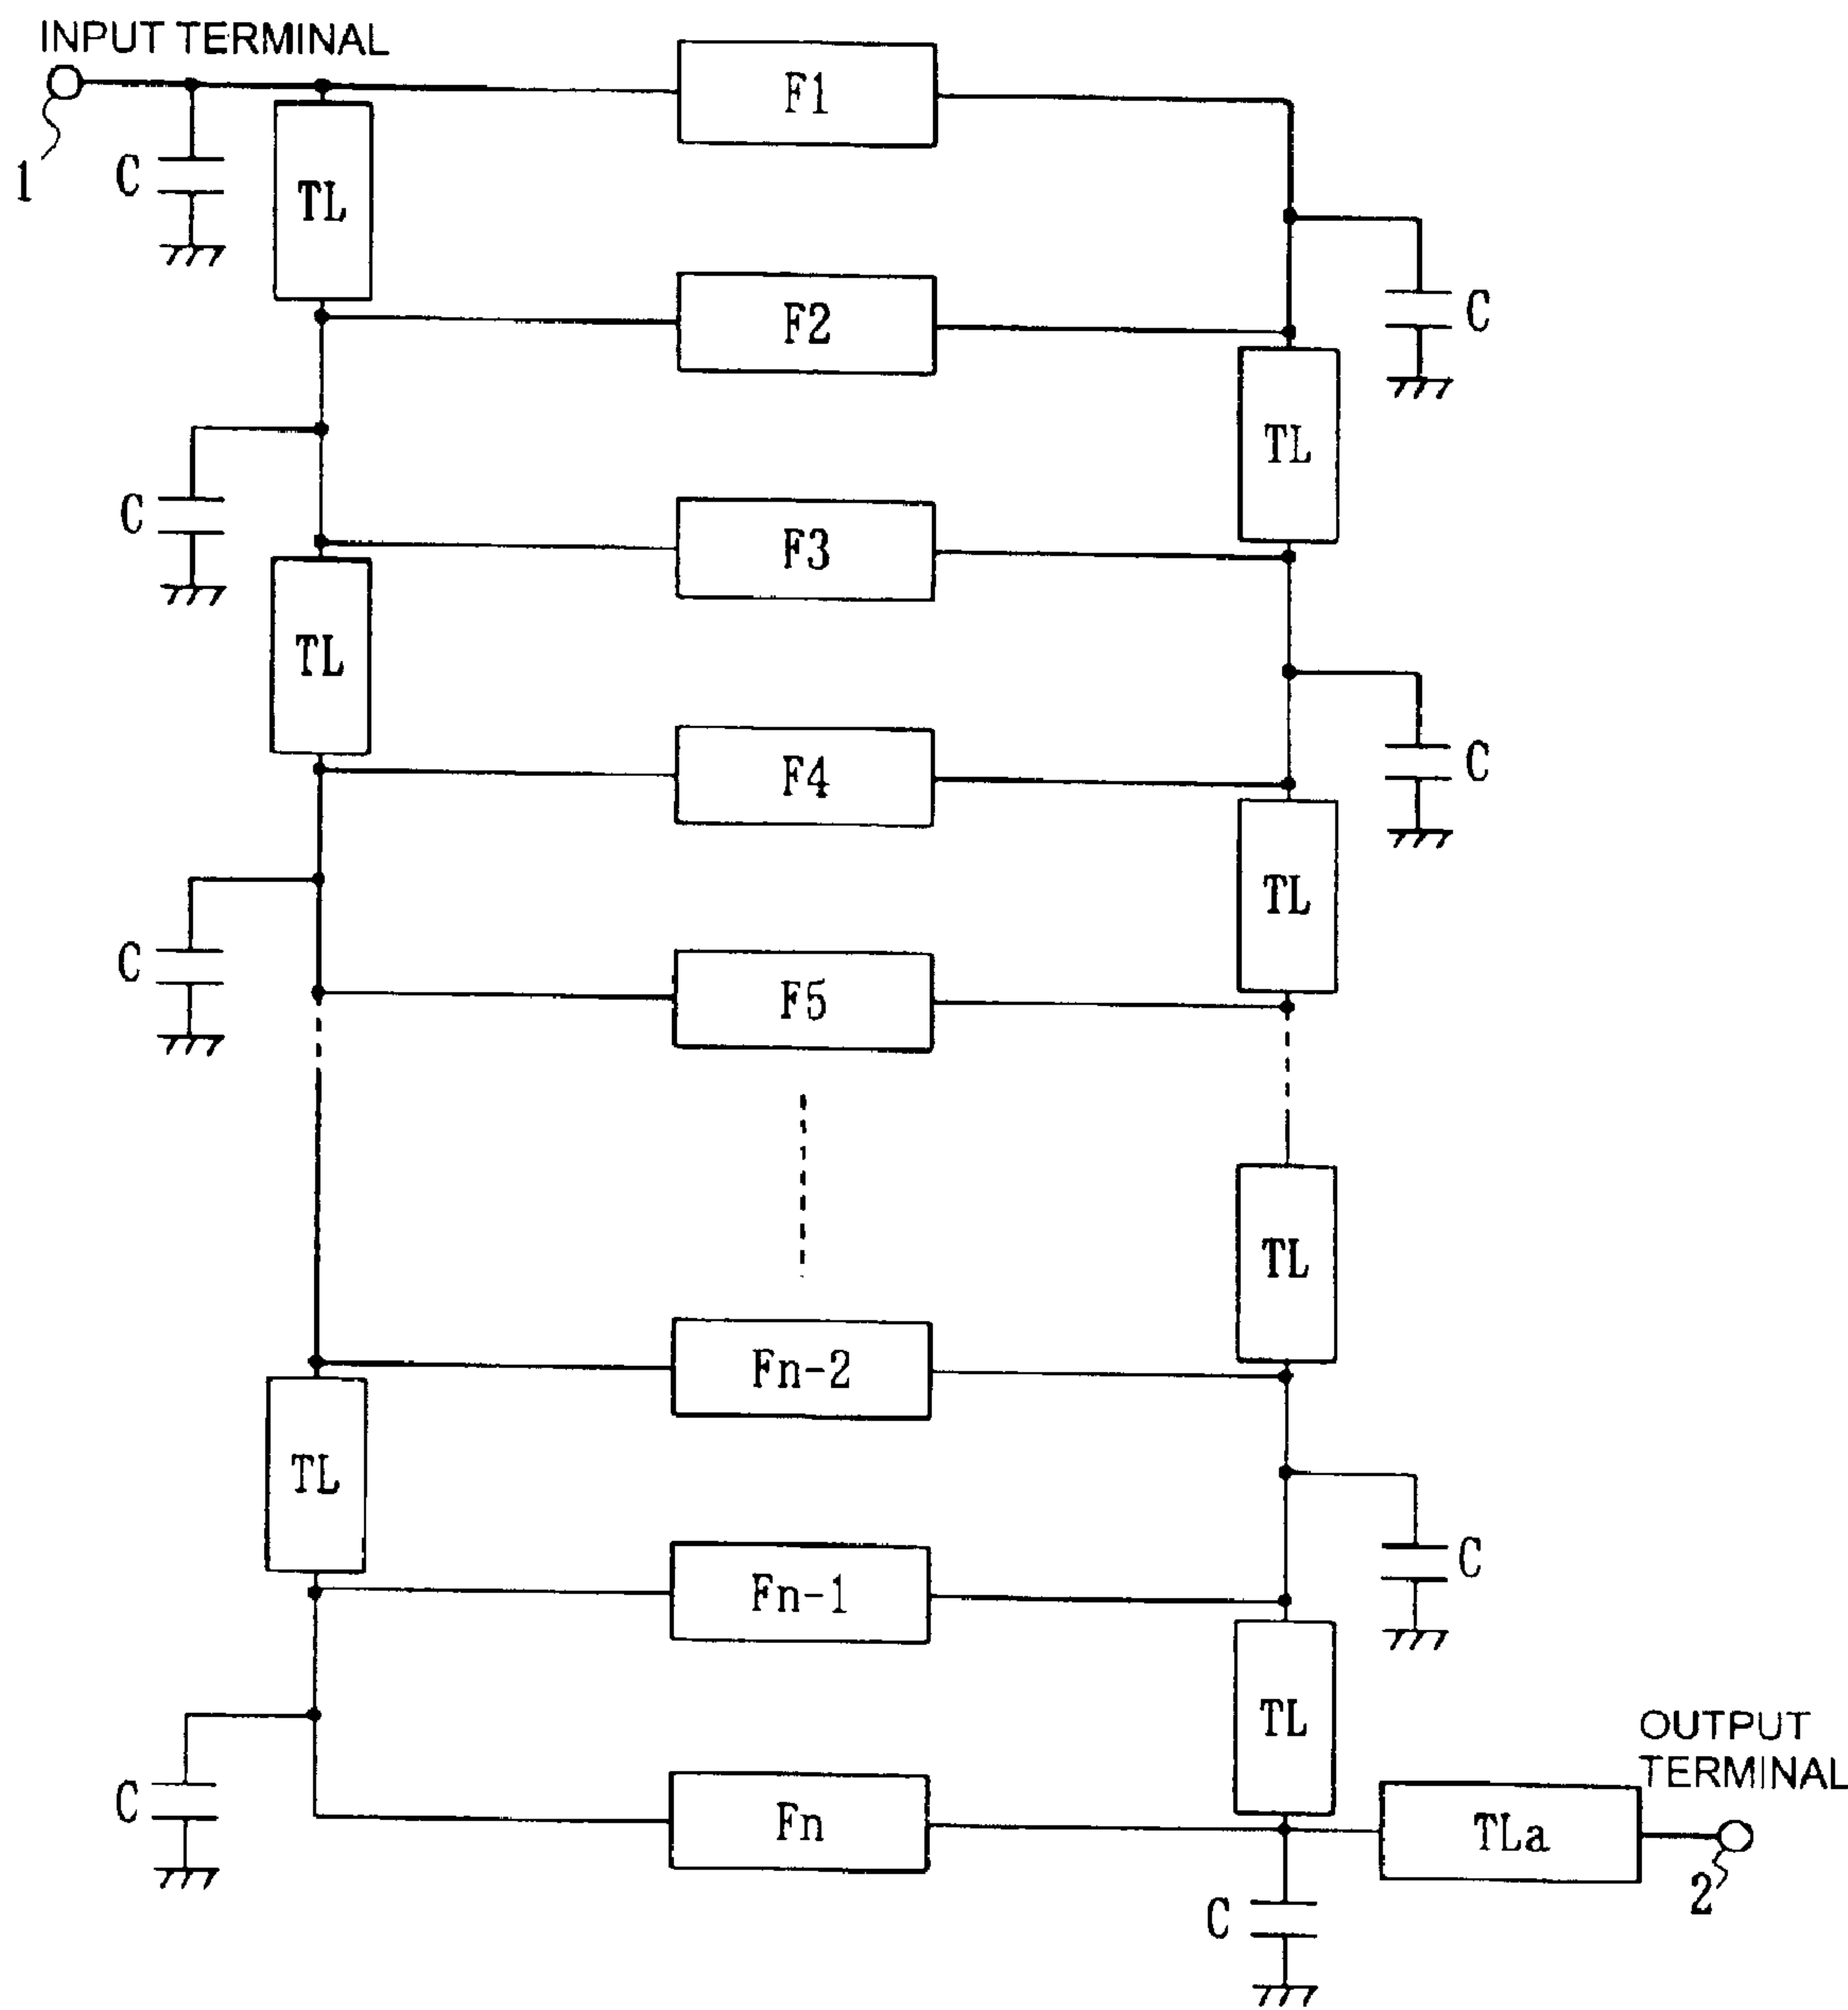 INPUT TERMINAL
1
C
TL
F1
F2
C
TL
C
F3
TL
F4
C
TL
C
F5
TL
Fn-2
TL
Fn-1
C
TL
C
Fn
OUTPUT
TERMINAL
TLa
2
C